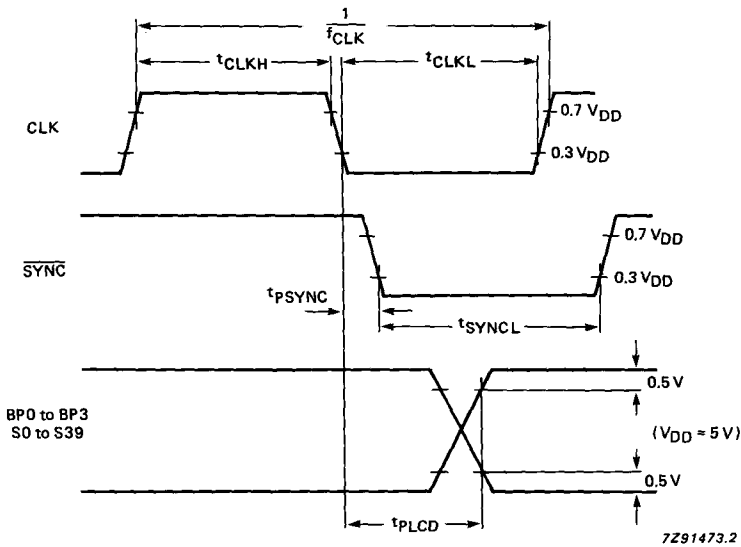 1
fCLK
tCLKH
tCLKL
CLK
0.7 VDD
0.3 VDD
SYNC
0.7 VDD
0.3 VDD
tPSYNC
tSYNCL
BP0 to BP3
S0 to S39
0.5 V
(VDD = 5 V)
0.5 V
tPLCD
7Z91473.2